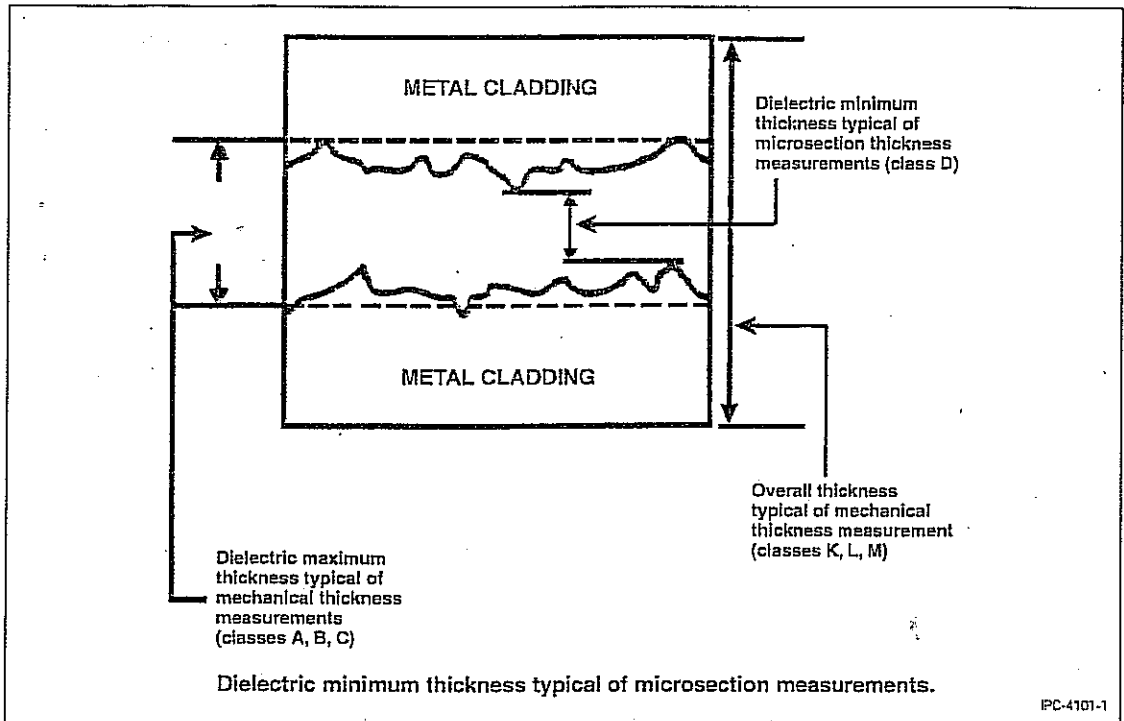 METAL CLADDING
Dielectric minimum
thickness typical of
microsection thickness
measurements (class D)
METAL CLADDING
Overall thickness
typical of mechanical
thickness measurement
(classes K, L, M)
Dielectric maximum
thickness typical of
mechanical thickness
measurements
(classes A, B, C)
Dielectric minimum thickness typical of microsection measurements.
IPC-4101-1